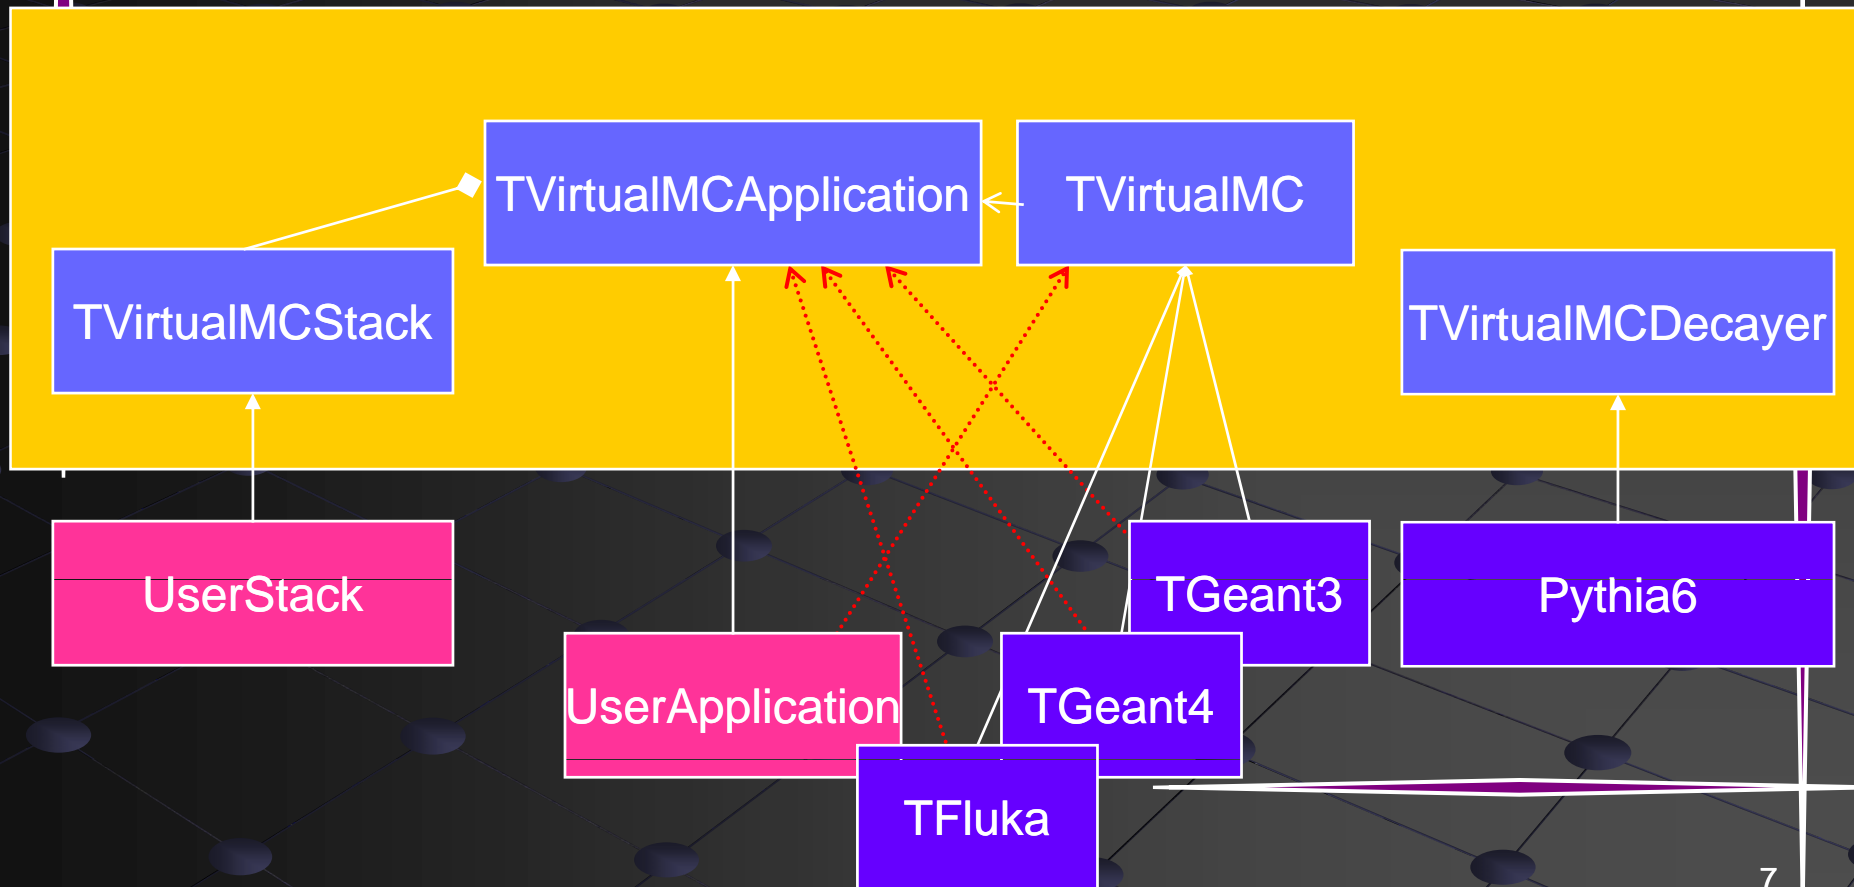 TVirtualMCApplication
TVirtualMC
TVirtualMCStack
TVirtualMCDecayer
UserStack
TGeant3
Pythia6
UserApplication
TGeant4
TFluka
7